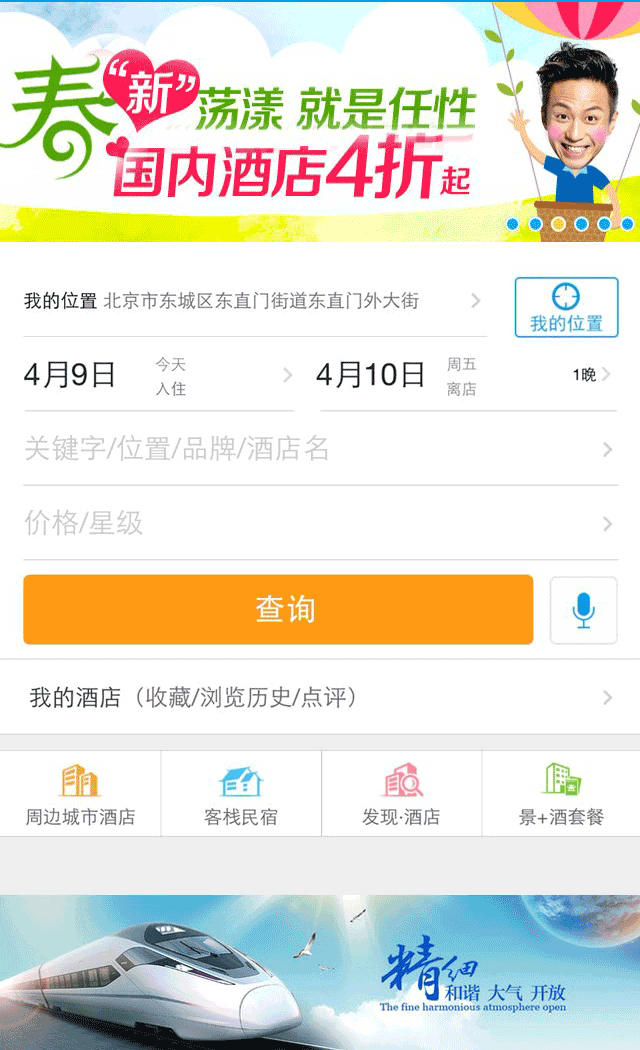 春“新”荡漾 就是任性
国内酒店4折起
我的位置 北京市东城区东直门街道东直门外大街
我的位置
4月9日 今天 入住 4月10日 周五 离店 1晚
关键字/位置/品牌/酒店名
价格/星级
查询
我的酒店（收藏/浏览历史/点评）
周边城市酒店 客栈民宿 发现·酒店 景+酒套餐
精细
和谐 大气 开放
The fine harmonious atmosphere open